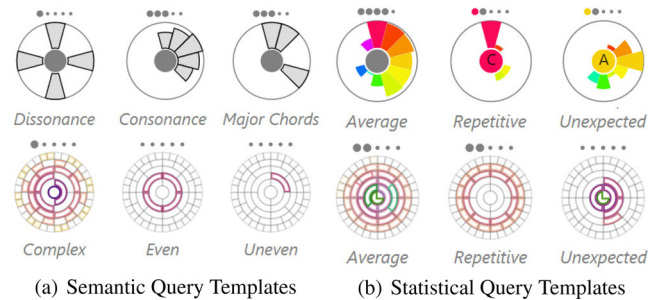 Dissonance Consonance Major Chords Average Repetitive Unexpected
C A
Complex Even Uneven Average Repetitive Unexpected
(a) Semantic Query Templates (b) Statistical Query Templates